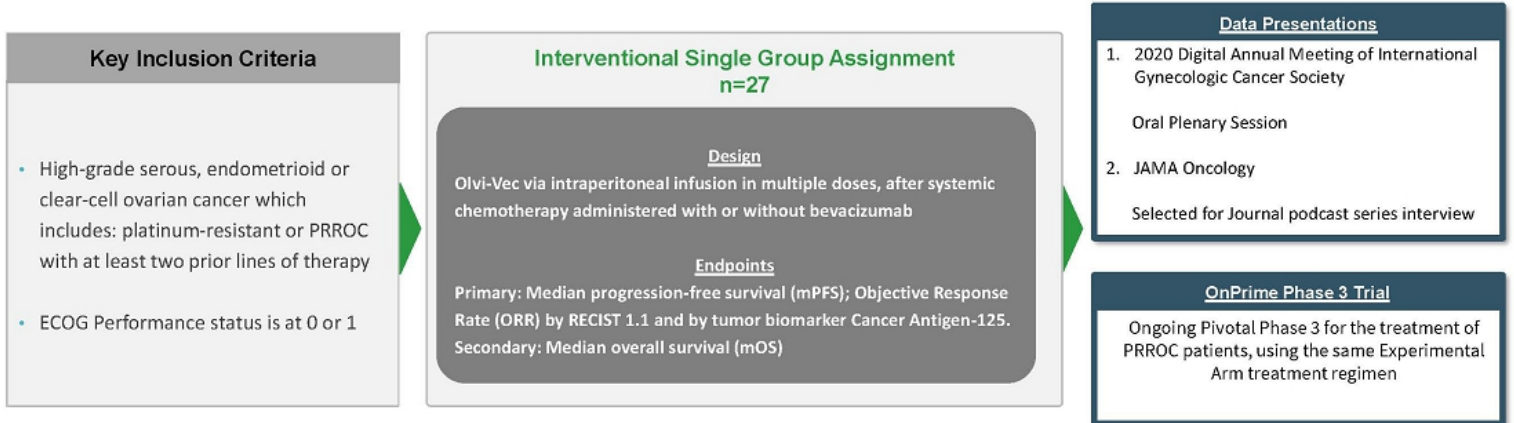 Key Inclusion Criteria
• High-grade serous, endometrioid or
clear-cell ovarian cancer which
includes: platinum-resistant or PRROC
with at least two prior lines of therapy
• ECOG Performance status is at 0 or 1
Interventional Single Group Assignment
n=27
Design
Olvi-Vec via intraperitoneal infusion in multiple doses, after systemic
chemotherapy administered with or without bevacizumab
Endpoints
Primary: Median progression-free survival (mPFS); Objective Response
Rate (ORR) by RECIST 1.1 and by tumor biomarker Cancer Antigen-125.
Secondary: Median overall survival (mOS)
Data Presentations
1. 2020 Digital Annual Meeting of International
Gynecologic Cancer Society
Oral Plenary Session
2. JAMA Oncology
Selected for Journal podcast series interview
OnPrime Phase 3 Trial
Ongoing Pivotal Phase 3 for the treatment of
PRROC patients, using the same Experimental
Arm treatment regimen